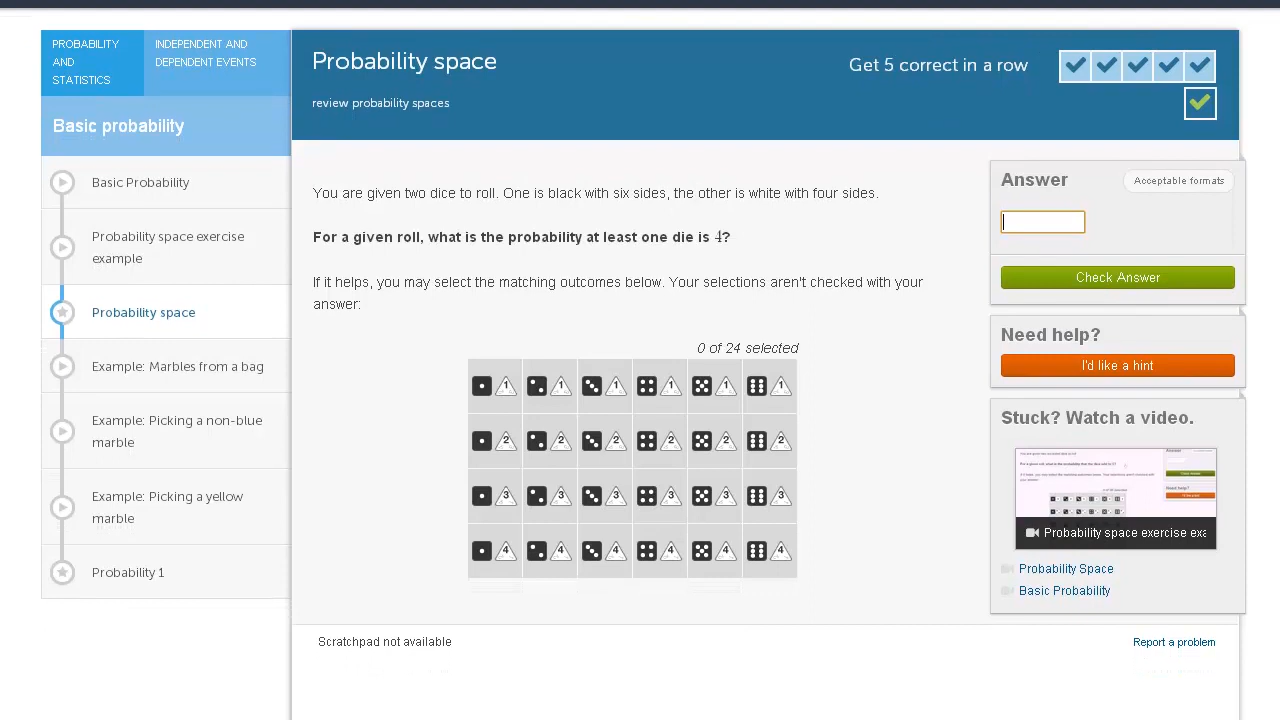 PROBABILITY
AND
STATISTICS
INDEPENDENT AND
DEPENDENT EVENTS
Basic probability
Basic Probability
Probability space exercise
example
Probability space
Example: Marbles from a bag
Example: Picking a non-blue
marble
Example: Picking a yellow
marble
Probability 1
Probability space
review probability spaces
Get 5 correct in a row
You are given two dice to roll. One is black with six sides, the other is white with four sides.
For a given roll, what is the probability at least one die is 4?
If it helps, you may select the matching outcomes below. Your selections aren't checked with your
answer:
0 of 24 selected
1 1 1 1 1 1
2 2 2 2 2 2
3 3 3 3 3 3
4 4 4 4 4 4
Scratchpad not available
Report a problem
Answer
Acceptable formats
Check Answer
Need help?
I'd like a hint
Stuck? Watch a video.
Probability space exercise exa
Probability Space
Basic Probability